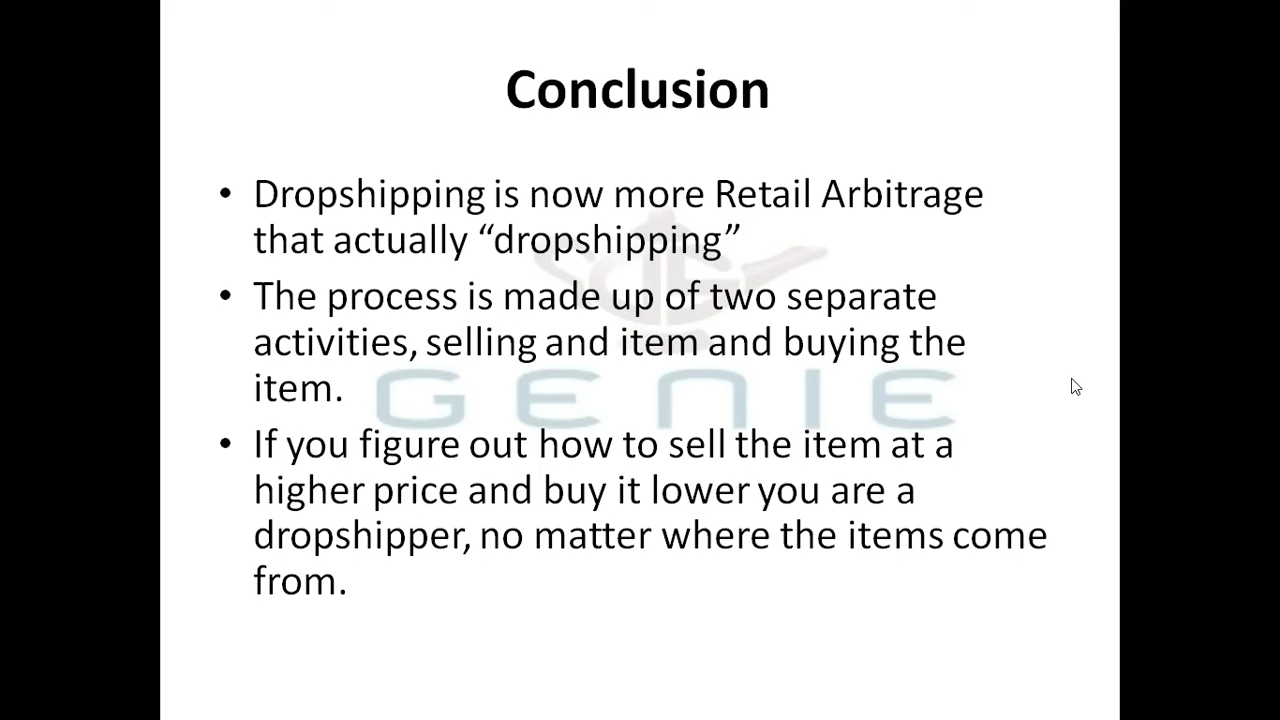 Conclusion
• Dropshipping is now more Retail Arbitrage
that actually “dropshipping”
• The process is made up of two separate
activities, selling and item and buying the
item.
• If you figure out how to sell the item at a
higher price and buy it lower you are a
dropshipper, no matter where the items come
from.
GENIE